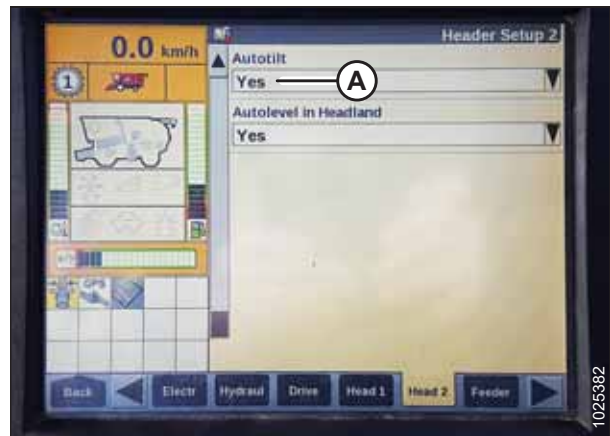 0.0 km/h
Header Setup 2
1
Autotilt
Yes
A
Autolevel in Headland
Yes
Back
Electr
Hydraul
Drive
Head 1
Head 2
Feeder
1025382